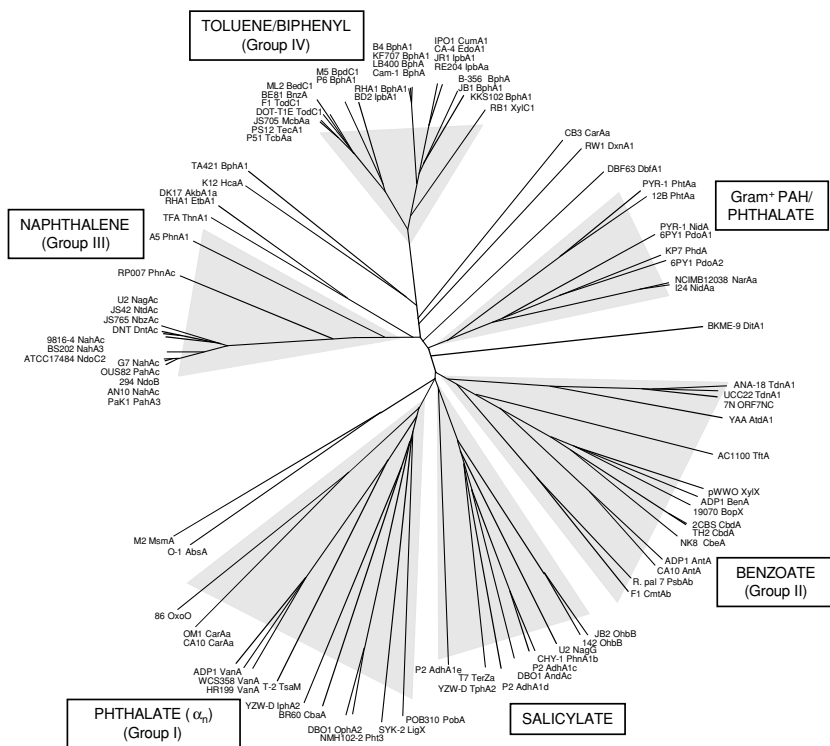 TOLUENE/BIPHENYL
(Group IV)
B4 BphA1
KF707 BphA1
LB400 BphA
Cam-1 BphA
IPO1 CumA1
CA-4 EdoA1
JR1 IpbA1
RE204 IpbAa
M5 BpdC1
P6 BphA1
RHA1 BphA1
BD2 IpbA1
B-356 BphA
JB1 BphA1
KKS102 BphA1
RB1 XylC1
ML2 BedC1
BE81 BnzA
F1 TodC1
DOT-T1E TodC1
JS705 McbAa
PS12 TecA1
P51 TcbAa
CB3 CarAa
RW1 DxnA1
DBF63 DbfA1
TA421 BphA1
K12 HcaA
DK17 AkbA1a
RHA1 EtbA1
TFA ThnA1
A5 PhnA1
RP007 PhnAc
NAPHTHALENE
(Group III)
PYR-1 PhtAa
12B PhtAa
Gram+ PAH/
PHTHALATE
PYR-1 NidA
6PY1 PdoA1
KP7 PhdA
6PY1 PdoA2
NCIMB12038 NarAa
I24 NidAa
U2 NagAc
JS42 NtdAc
JS765 NbzAc
DNT DntAc
9816-4 NahAc
BS202 NahA3
ATCC17484 NdoC2
G7 NahAc
OUS82 PahAc
294 NdoB
AN10 NahAc
PaK1 PahA3
BKME-9 DitA1
ANA-18 TdnA1
UCC22 TdnA1
7N ORF7NC
YAA AtdA1
AC1100 TftA
pWWO XylX
ADP1 BenA
19070 BopX
2CBS CbdA
TH2 CbdA
NK8 CbeA
ADP1 AntA
CA10 AntA
R. pal 7 PsbAb
F1 CmtAb
BENZOATE
(Group II)
M2 MsmA
O-1 AbsA
86 OxoO
OM1 CarAa
CA10 CarAa
ADP1 VanA
WCS358 VanA
HR199 VanA
T-2 TsaM
YZW-D IphA2
BR60 CbaA
DBO1 OphA2
NMH102-2 Pht3
SYK-2 LigX
POB310 PobA
PHTHALATE (αn)
(Group I)
JB2 OhbB
142 OhbB
U2 NagG
CHY-1 PhnA1b
P2 AdhA1c
DBO1 AndAc
P2 AdhA1d
P2 AdhA1e
T7 TerZa
YZW-D TphA2
SALICYLATE